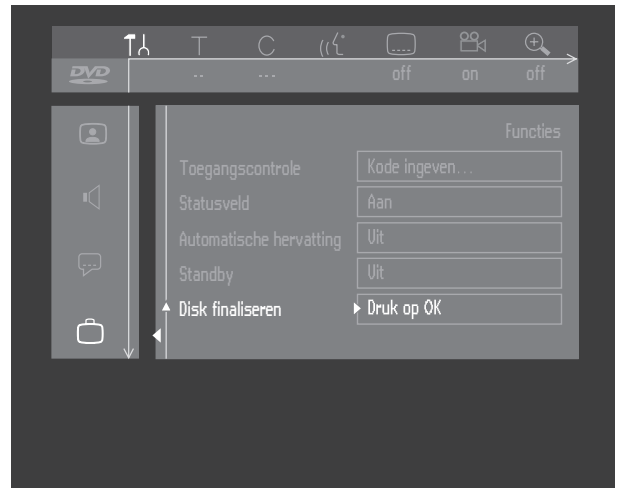 T C
DVD .. ... off on off
Functies
Toegangscontrole Kode ingeven...
Statusveld Aan
Automatische hervatting Uit
Standby Uit
Disk finaliseren Druk op OK